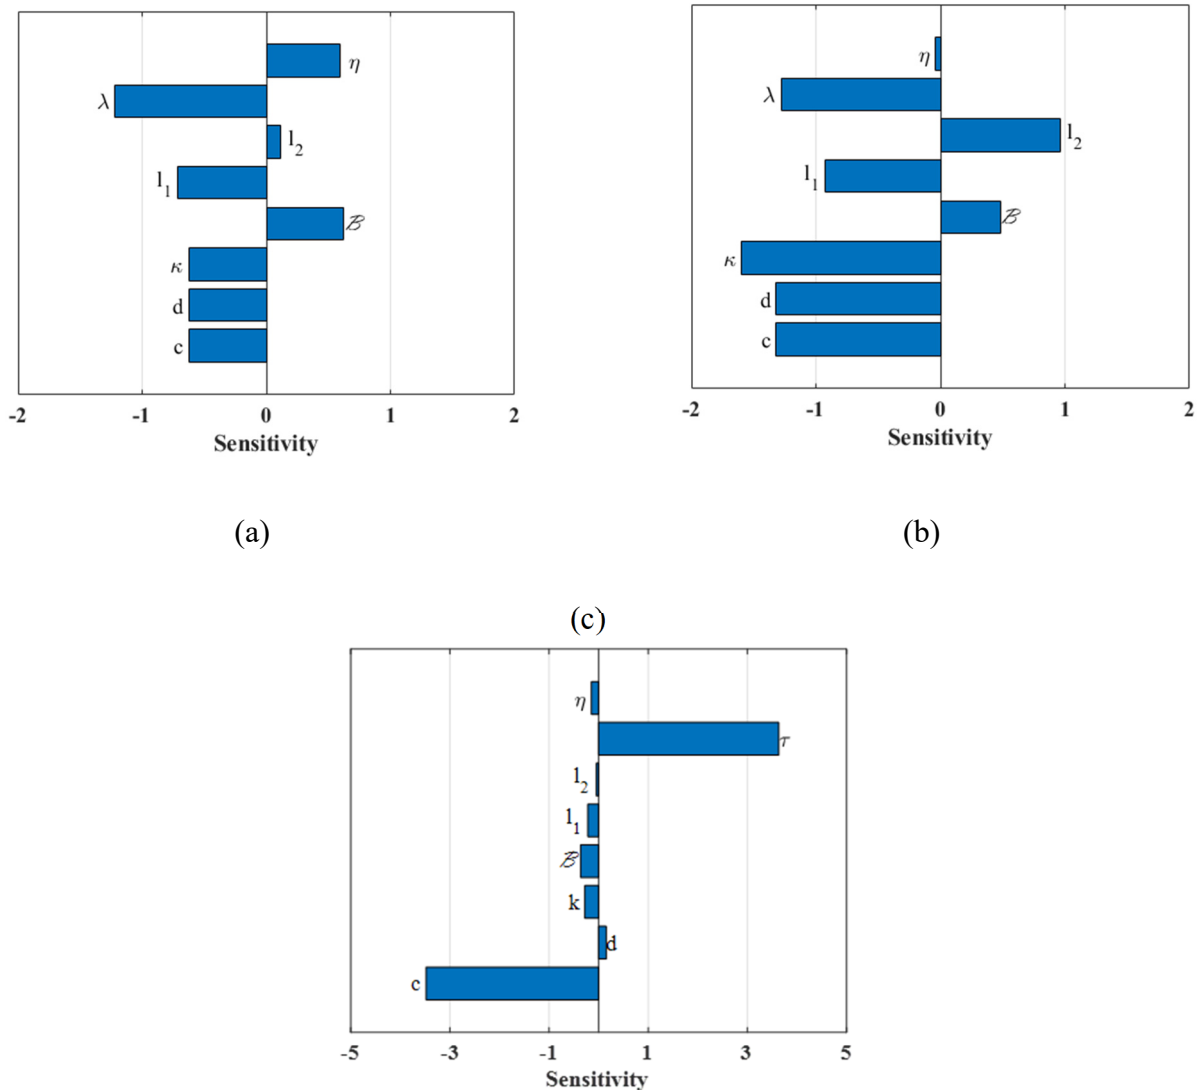 η
λ
l2
l1
ℬ
κ
d
c
-2 -1 0 1 2
Sensitivity
(a)
η
λ
l2
l1
ℬ
κ
d
c
-2 -1 0 1 2
Sensitivity
(b)
(c)
η
τ
l2
l1
ℬ
k
d
c
-5 -3 -1 1 3 5
Sensitivity